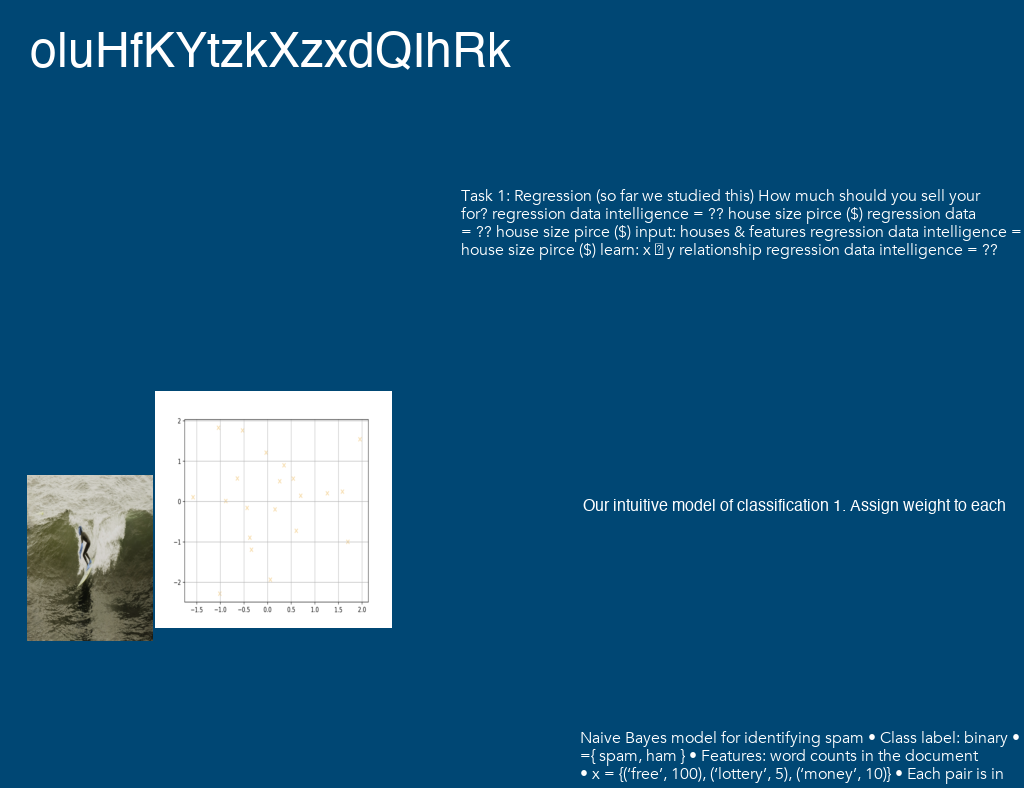 oluHfKYtzkXzxdQIhRk
Task 1: Regression (so far we studied this) How much should you sell your
for? regression data intelligence = ?? house size pirce ($) regression data
= ?? house size pirce ($) input: houses & features regression data intelligence =
house size pirce ($) learn: x y relationship regression data intelligence = ??
2
1
0
−1
−2
−1.5 −1.0 −0.5 0.0 0.5 1.0 1.5 2.0
Our intuitive model of classification 1. Assign weight to each
Naive Bayes model for identifying spam • Class label: binary •
={ spam, ham } • Features: word counts in the document
• x = {(‘free’, 100), (‘lottery’, 5), (‘money’, 10)} • Each pair is in